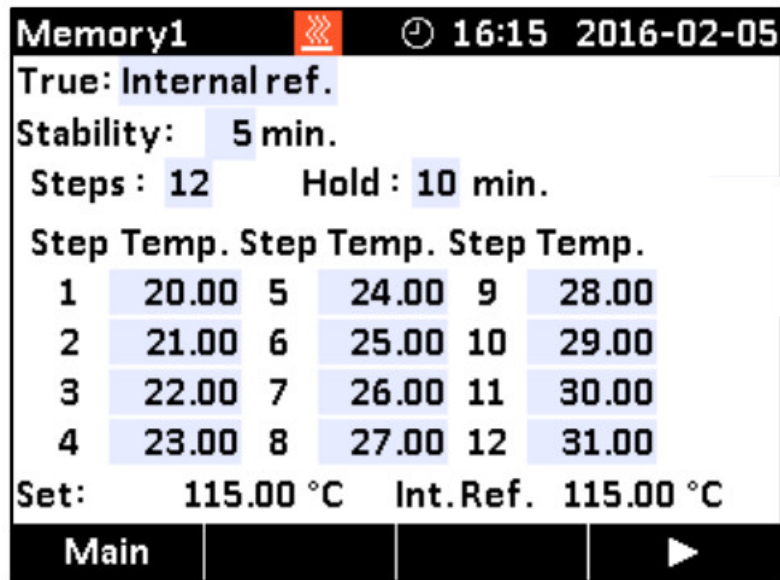 Memory1 16:15 2016-02-05
True: Internal ref.
Stability: 5 min.
Steps : 12 Hold : 10 min.
Step Temp. Step Temp. Step Temp.
1 20.00 5 24.00 9 28.00
2 21.00 6 25.00 10 29.00
3 22.00 7 26.00 11 30.00
4 23.00 8 27.00 12 31.00
Set: 115.00 °C Int.Ref. 115.00 °C
Main